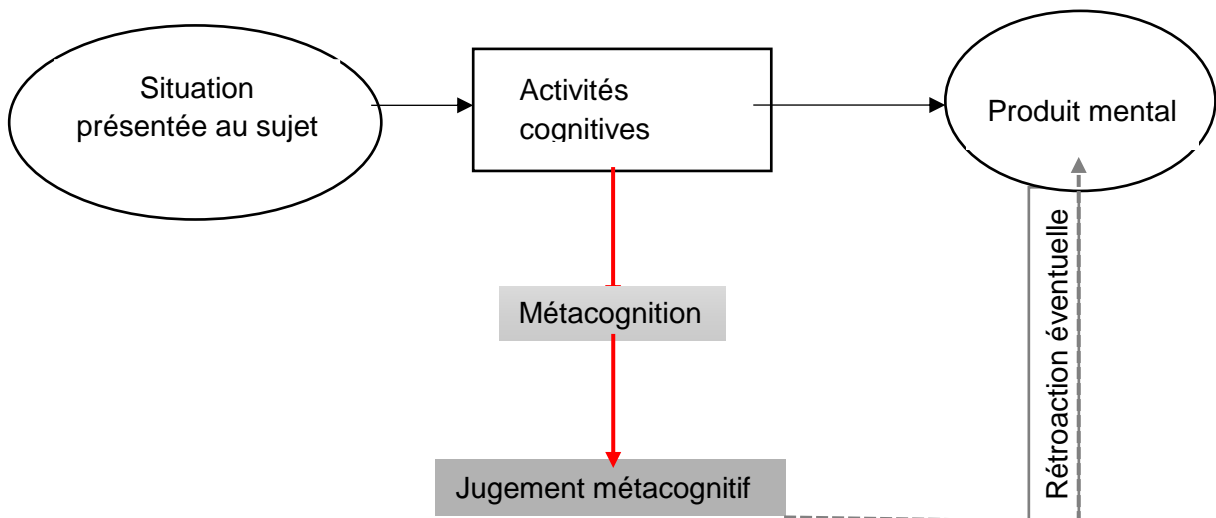 Situation
présentée au sujet
Activités
cognitives
Produit mental
Métacognition
Rétroaction éventuelle
Jugement métacognitif